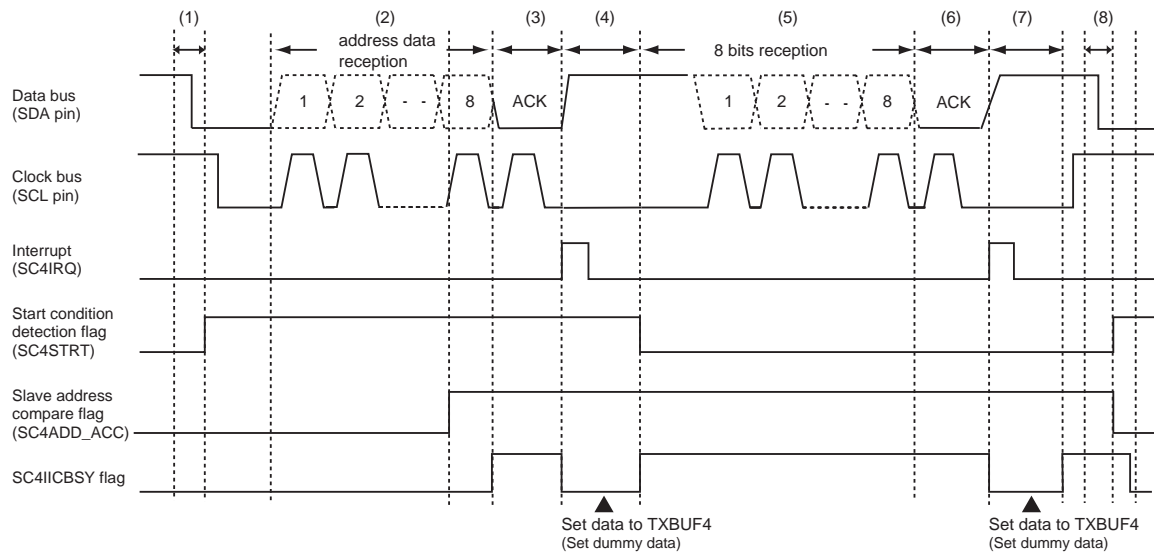 (1) (2) (3) (4) (5) (6) (7) (8)
address data
reception
8 bits reception
Data bus
(SDA pin)
1 2 - - 8 ACK 1 2 - - 8 ACK
Clock bus
(SCL pin)
Interrupt
(SC4IRQ)
Start condition
detection flag
(SC4STRT)
Slave address
compare flag
(SC4ADD_ACC)
SC4IICBSY flag
Set data to TXBUF4
(Set dummy data)
Set data to TXBUF4
(Set dummy data)